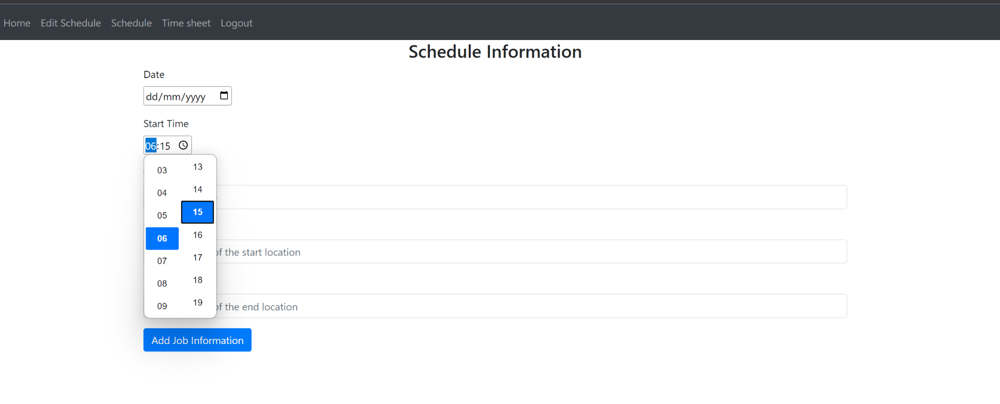 Home Edit Schedule Schedule Time sheet Logout
Schedule Information
Date
dd/mm/yyyy
Start Time
06:15
03 13
04 14
05 15
06 16
07 17
08 18
09 19
of the start location
of the end location
Add Job Information